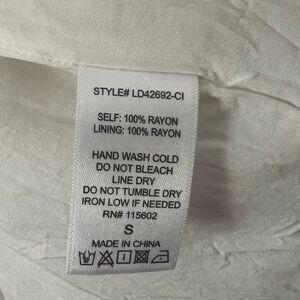 STYLE# LD42692-CI
SELF: 100% RAYON
LINING: 100% RAYON
HAND WASH COLD
DO NOT BLEACH
LINE DRY
DO NOT TUMBLE DRY
IRON LOW IF NEEDED
RN# 115602
S
MADE IN CHINA